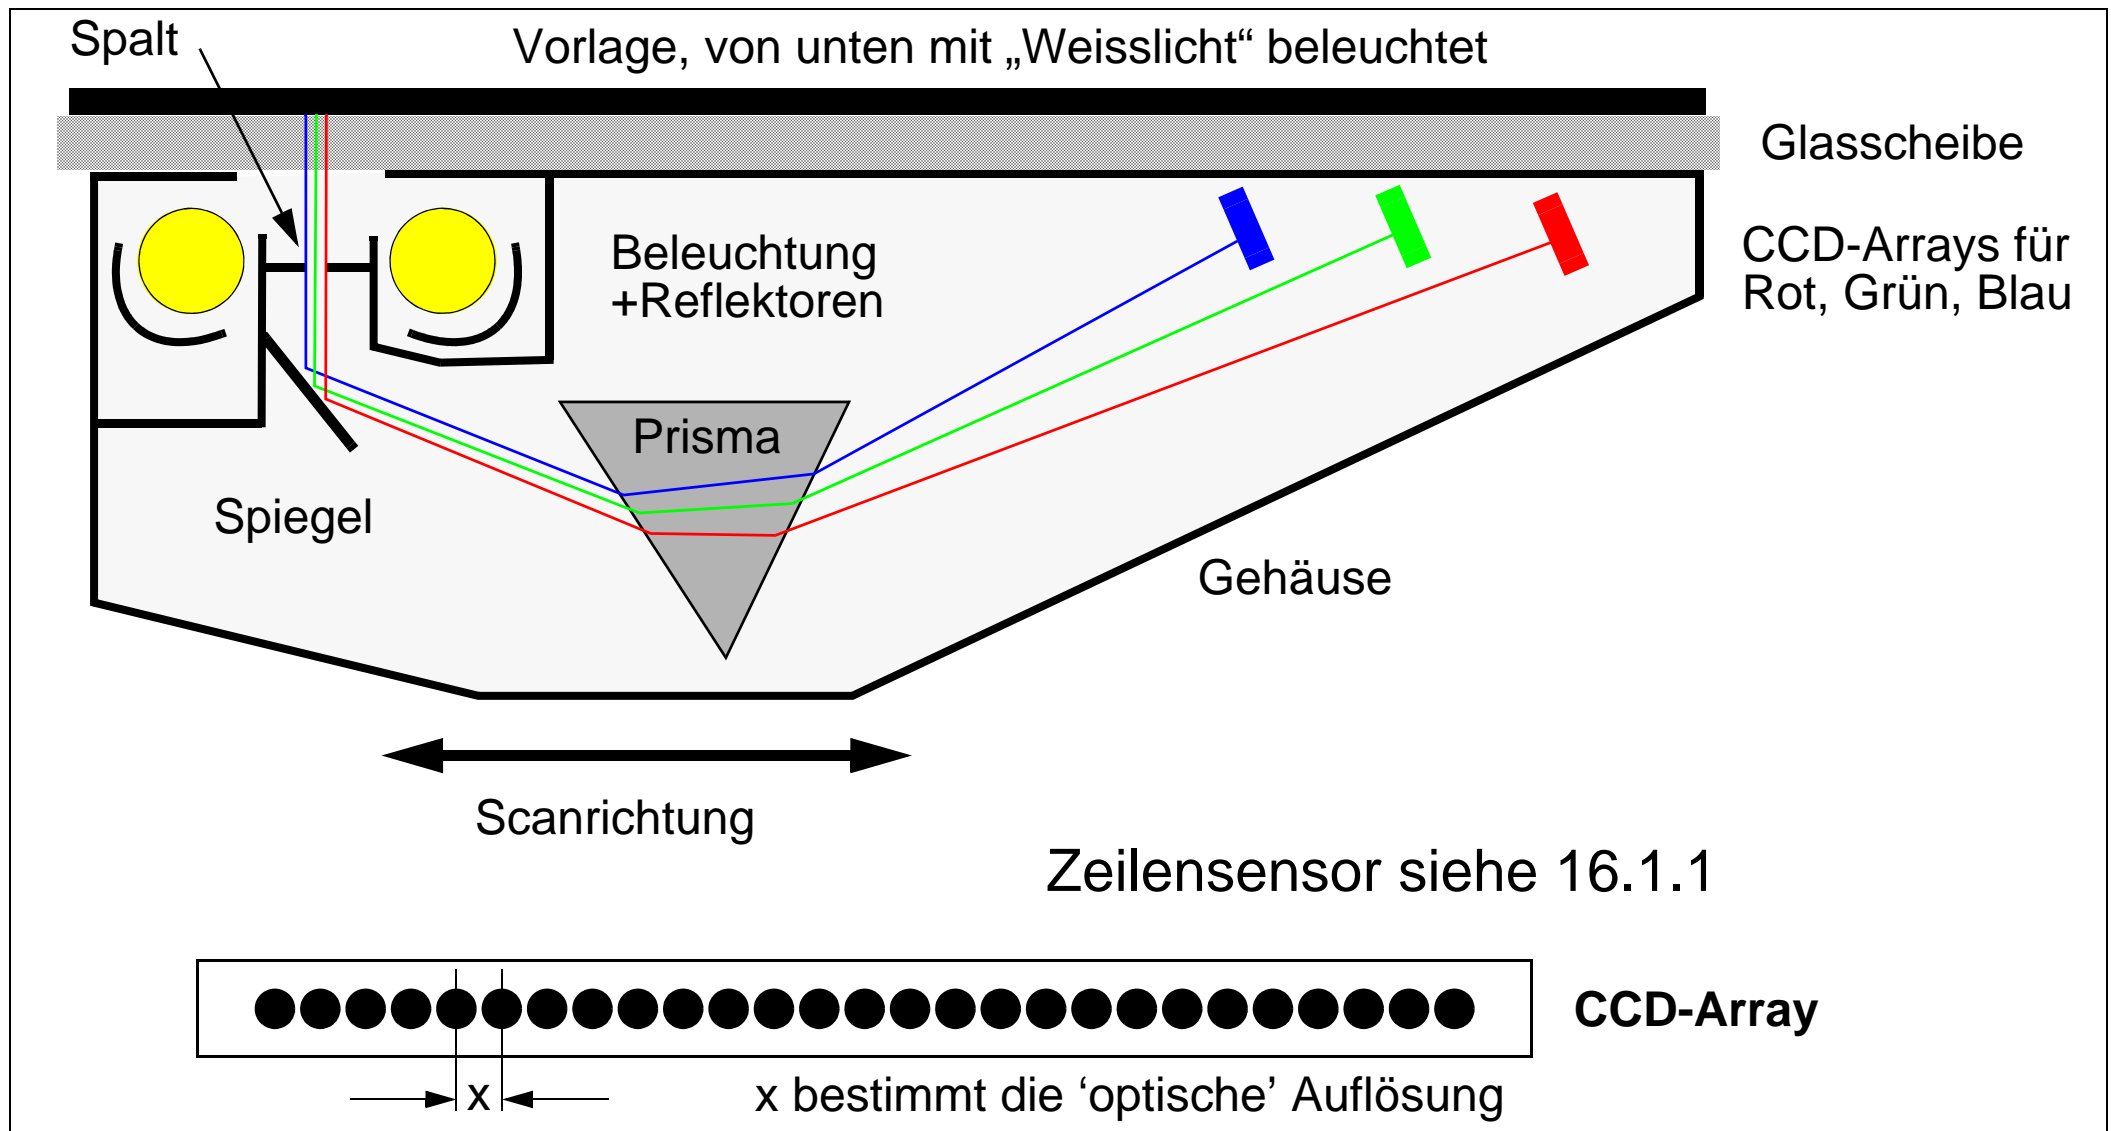 Spalt
Vorlage, von unten mit „Weisslicht“ beleuchtet
Glasscheibe
Beleuchtung
+Reflektoren
CCD-Arrays für
Rot, Grün, Blau
Prisma
Spiegel
Gehäuse
Scanrichtung
Zeilensensor siehe 16.1.1
CCD-Array
x
x bestimmt die ‘optische’ Auflösung